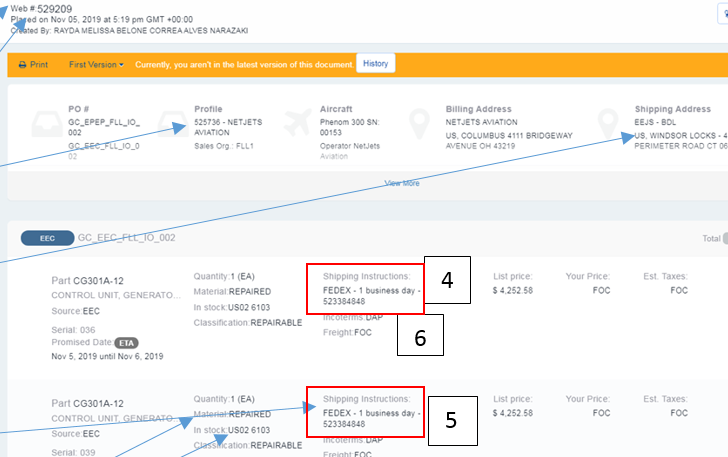 Web #:529209
Placed on Nov 05, 2019 at 5:19 pm GMT +00:00
Created By: RAYDA MELISSA BELONE CORREA ALVES NARAZAKI
Print First Version Currently, you aren't in the latest version of this document. History
PO # Profile Aircraft Billing Address Shipping Address
GC_EPEP_FLL_IO_ 525736 - NETJETS Phenom 300 SN: NETJETS AVIATION EEJS - BDL
002 AVIATION 00153 US, COLUMBUS 4111 BRIDGEWAY US, WINDSOR LOCKS - 4
GC_EEC_FLL_IO_0 Sales Org.: FLL1 Operator NetJets AVENUE OH 43219 PERIMETER ROAD CT 06
02 Aviation
View More
EEC GC_EEC_FLL_IO_002 Total
Part CG301A-12 Quantity:1 (EA) Shipping Instructions: 4 List price: Your Price: Est. Taxes:
CONTROL UNIT, GENERATO... Material:REPAIRED FEDEX - 1 business day - $ 4,252.58 FOC FOC
Source:EEC In stock:US02 6103 523384848
Serial: 036 Classification:REPAIRABLE Incoterms:DAP 6
Promised Date: ETA Freight:FOC
Nov 5, 2019 until Nov 6, 2019
Part CG301A-12 Quantity:1 (EA) Shipping Instructions: 5 List price: Your Price: Est. Taxes:
CONTROL UNIT, GENERATO... Material:REPAIRED FEDEX - 1 business day - $ 4,252.58 FOC FOC
Source:EEC In stock:US02 6103 523384848
Serial: 039 Classification:REPAIRABLE Incoterms:DAP
Freight:FOC